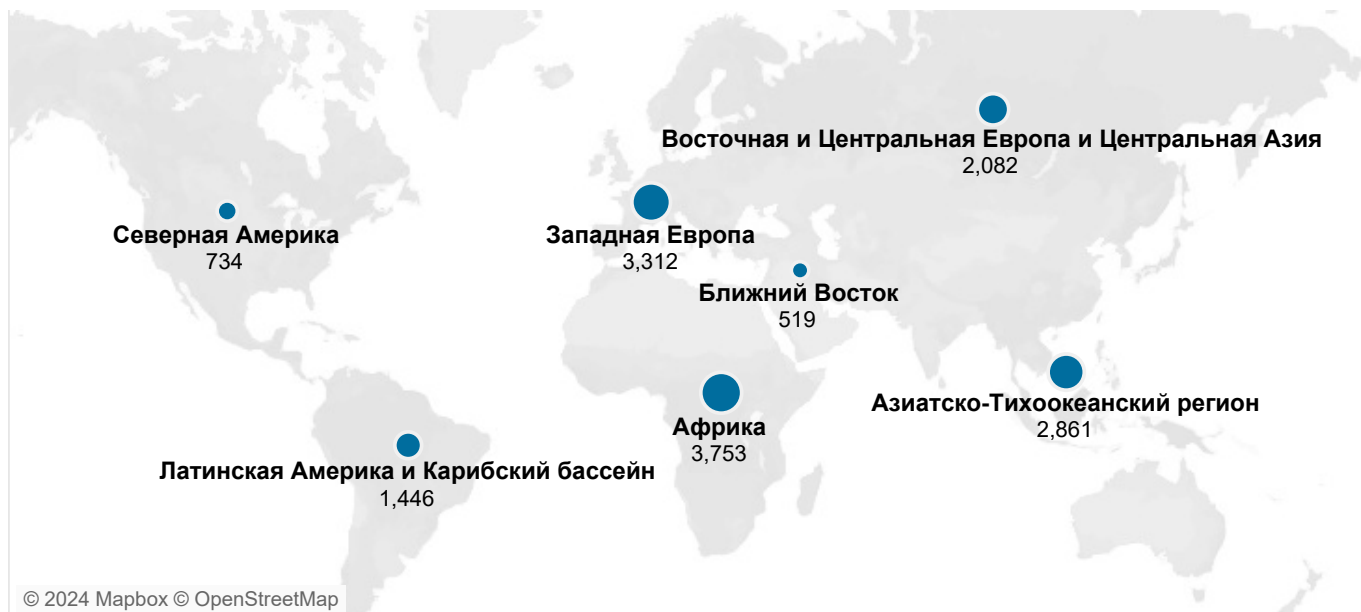 Восточная и Центральная Европа и Центральная Азия
2,082
Северная Америка
734
Западная Европа
3,312
Ближний Восток
519
Азиатско-Тихоокеанский регион
2,861
Африка
3,753
Латинская Америка и Карибский бассейн
1,446
© 2024 Mapbox © OpenStreetMap